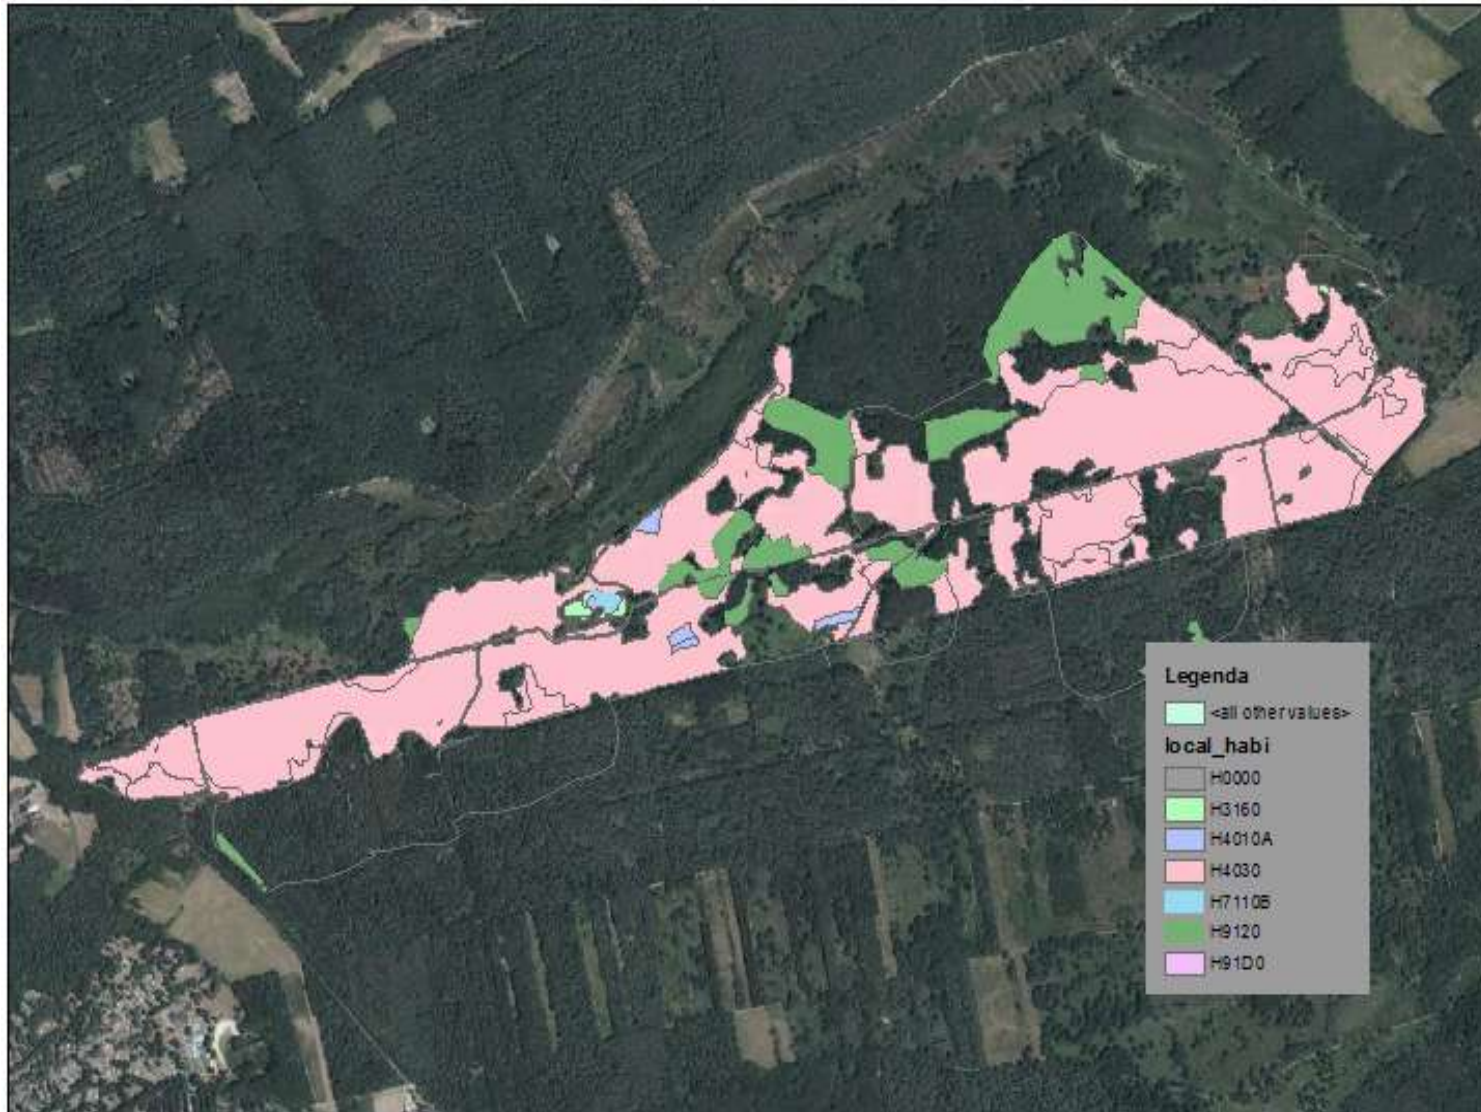 Legenda
<all other values>
local_habi
H0000
H3160
H4010A
H4030
H7110B
H9120
H91D0